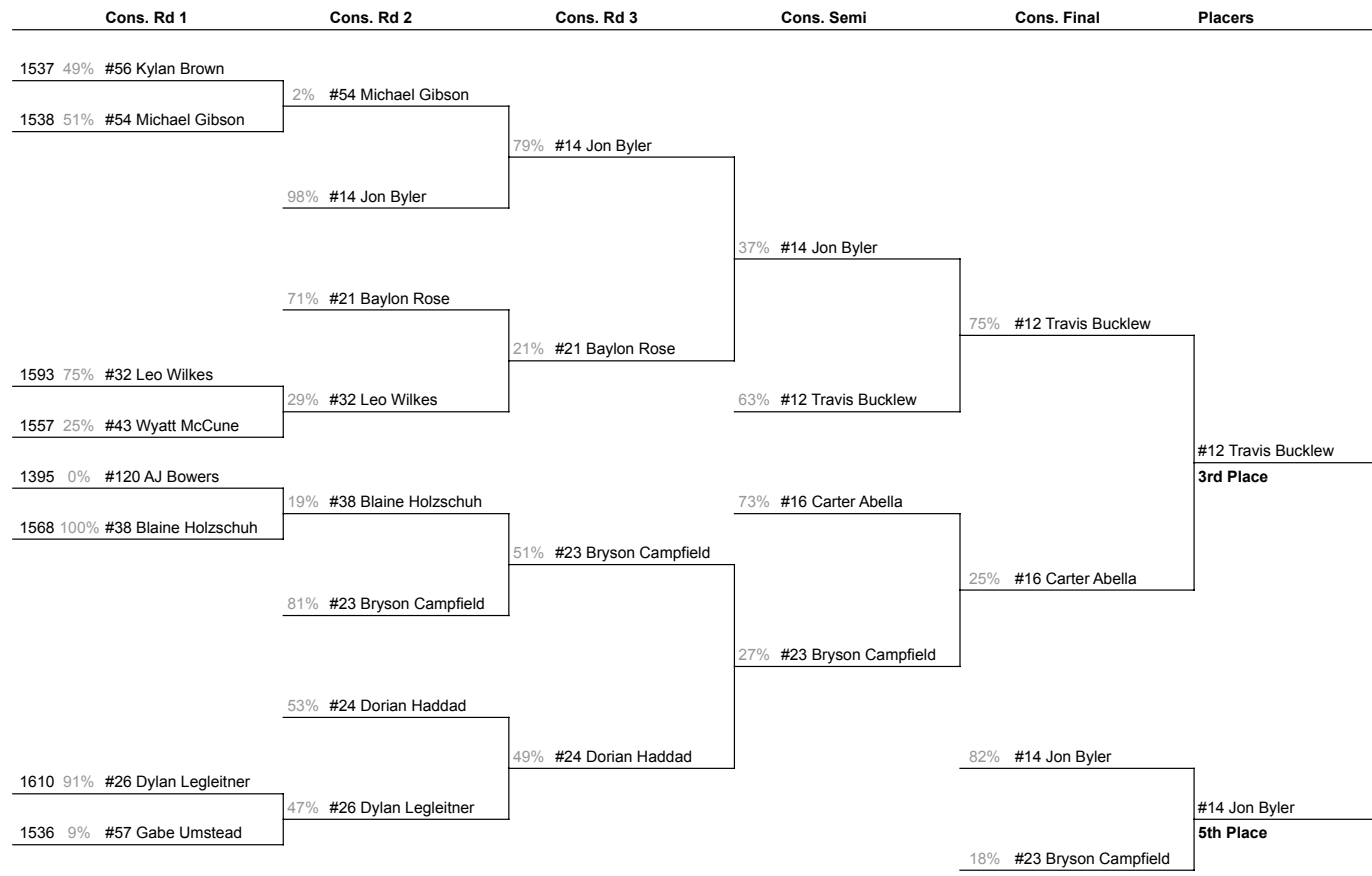 Cons. Rd 1 Cons. Rd 2 Cons. Rd 3 Cons. Semi Cons. Final Placers
1537 49% #56 Kylan Brown
2% #54 Michael Gibson
1538 51% #54 Michael Gibson
79% #14 Jon Byler
98% #14 Jon Byler
37% #14 Jon Byler
71% #21 Baylon Rose
75% #12 Travis Bucklew
21% #21 Baylon Rose
1593 75% #32 Leo Wilkes
29% #32 Leo Wilkes
63% #12 Travis Bucklew
1557 25% #43 Wyatt McCune
#12 Travis Bucklew
1395 0% #120 AJ Bowers
3rd Place
19% #38 Blaine Holzschuh
73% #16 Carter Abella
1568 100% #38 Blaine Holzschuh
51% #23 Bryson Campfield
25% #16 Carter Abella
81% #23 Bryson Campfield
27% #23 Bryson Campfield
53% #24 Dorian Haddad
49% #24 Dorian Haddad
82% #14 Jon Byler
1610 91% #26 Dylan Legleitner
47% #26 Dylan Legleitner
#14 Jon Byler
1536 9% #57 Gabe Umstead
5th Place
18% #23 Bryson Campfield